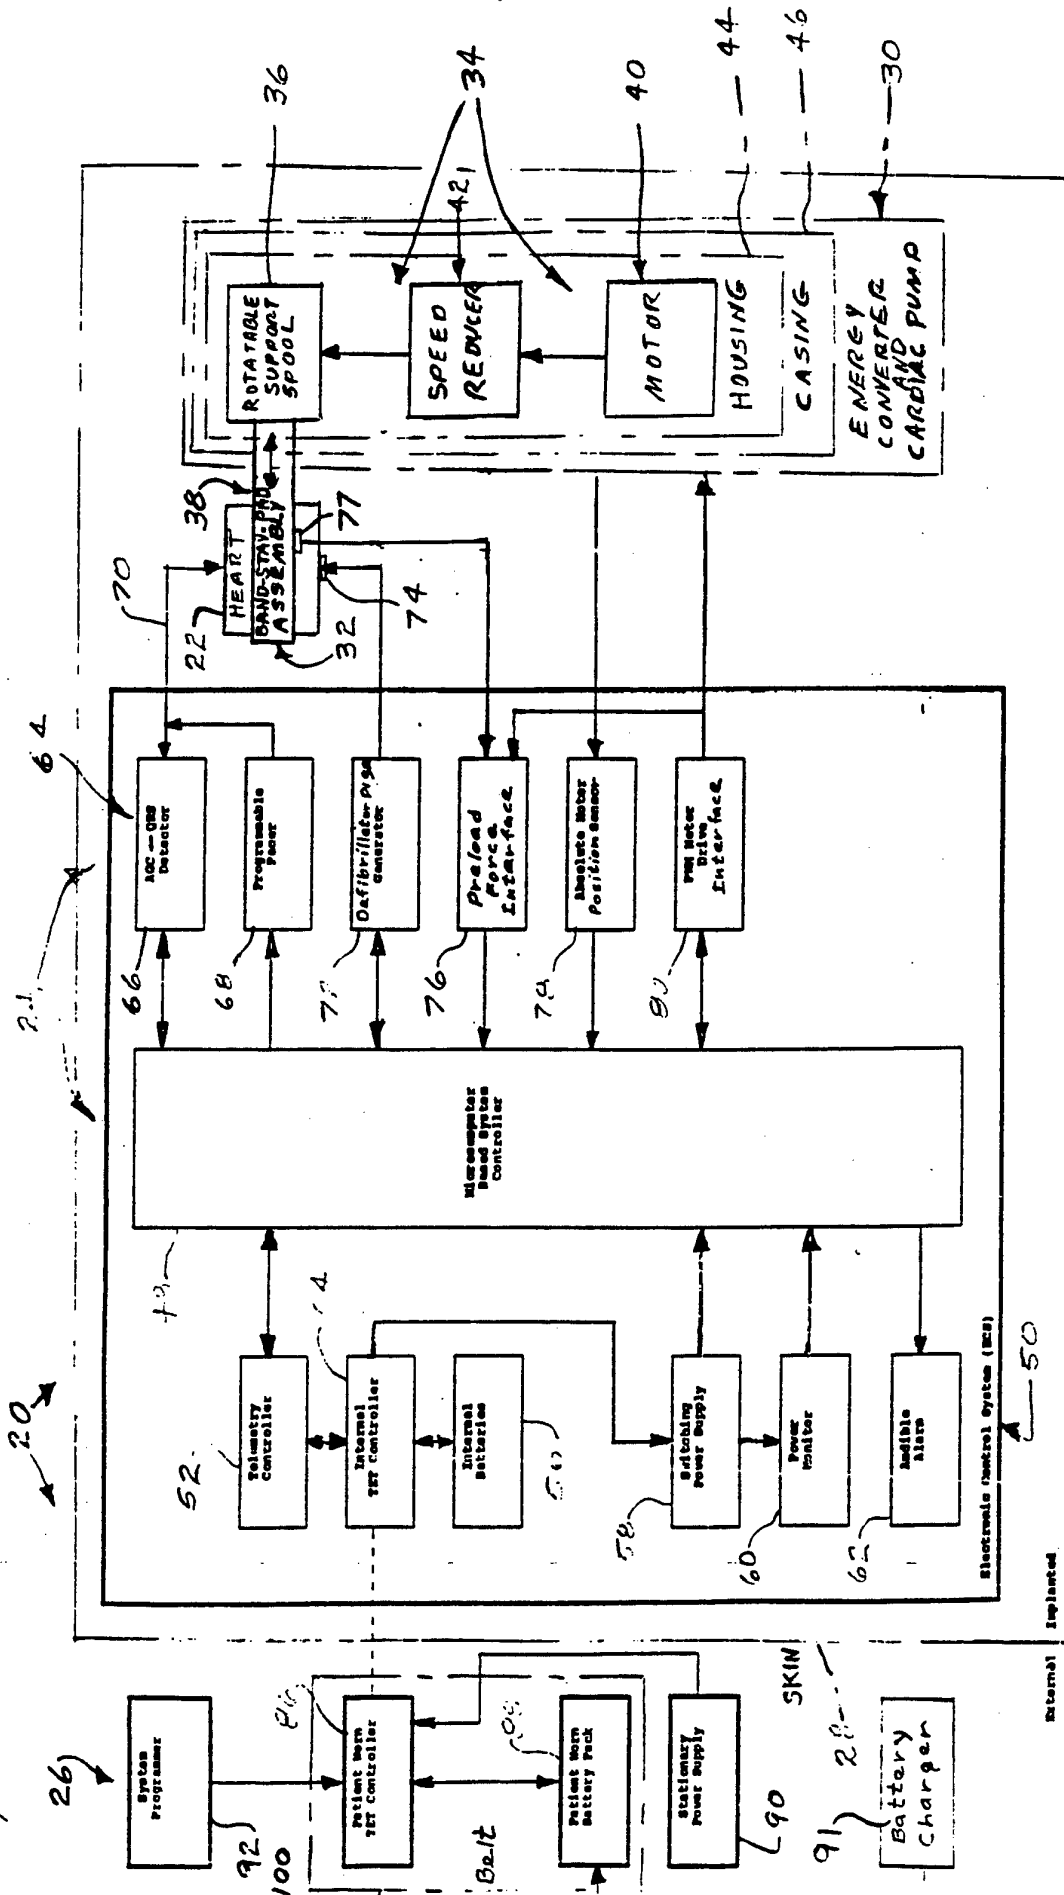 20
26
System
Programmer
92
100
Patient Worn
TET Controller
Belt
Patient Worn
Battery Pack
Stationary
Power Supply
90
91
Battery
Charger
SKIN
External
Implanted
52
Telemetry
Controller
Internal
TET Controller
Internal
Batteries
58
Switching
Power Supply
60
Power
Monitor
62
Audible
Alarm
Electronic Control System (ECS)
50
Microcomputer
Based System
Controller
64
66
AGC - QRS
Detector
68
Programmable
Pacer
72
Generator
76
Preload
Force
Interface
Absolute Motor
Position Sensor
80
PWM Motor
Drive
Interface
70
22
HEART
38
BAND-STAY-PAD
ASSEMBLY
32
77
74
ROTATABLE
SUPPORT
SPOOL
36
SPEED
REDUCER
42
34
MOTOR
40
HOUSING
44
CASING
46
ENERGY
CONVERTER
AND
CARDIAC PUMP
30